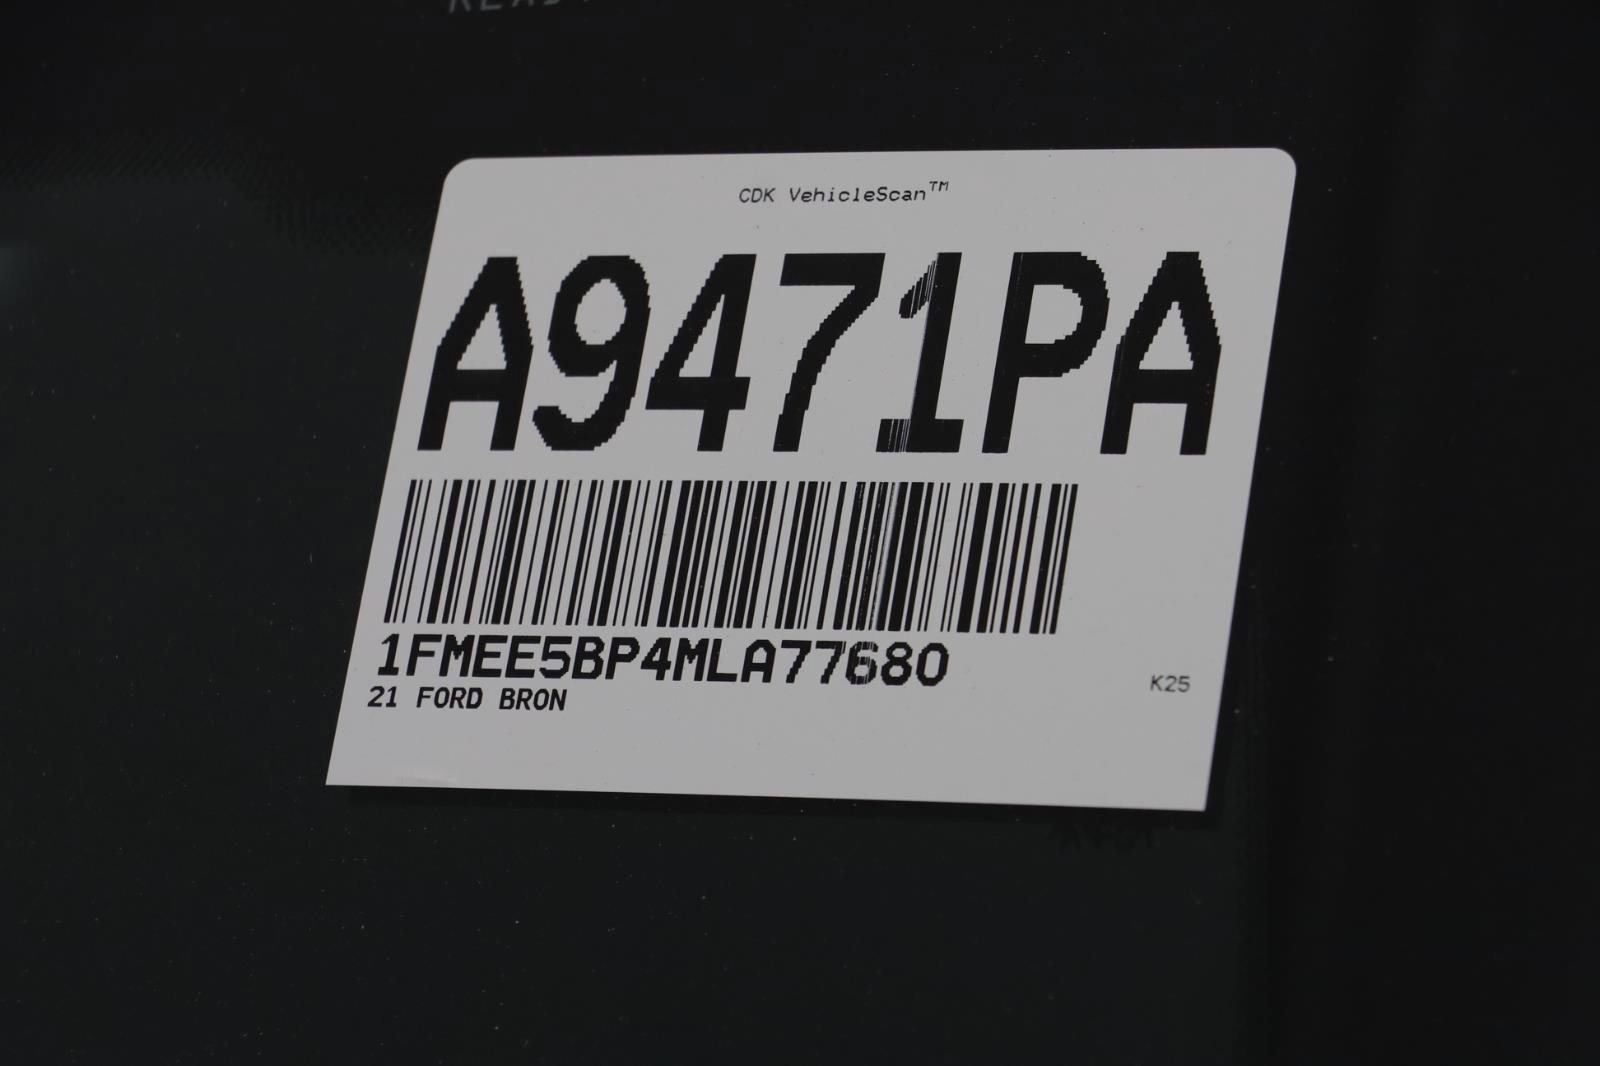 CDK VehicleScan™
A9471PA
1FMEE5BP4MLA77680
21 FORD BRON
K25